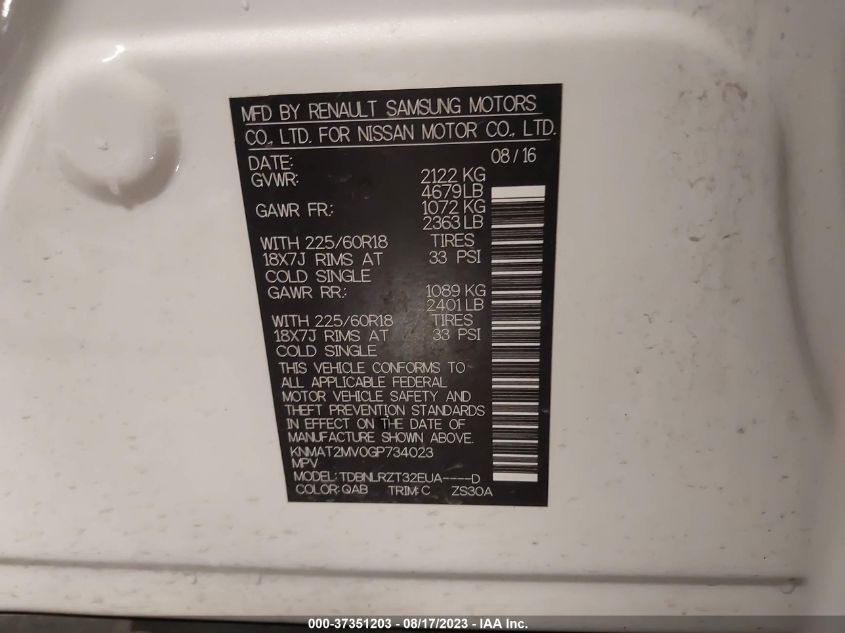 MFD BY RENAULT SAMSUNG MOTORS
CO., LTD. FOR NISSAN MOTOR CO., LTD.
DATE: 08/16
GVWR: 2122 KG
4679LB
GAWR FR.: 1072 KG
2363 LB
WITH 225/60R18 TIRES
18X7J RIMS AT 33 PSI
COLD SINGLE
GAWR RR.: 1089 KG
2401LB
WITH 225/60R18 TIRES
18X7J RIMS AT 33 PSI
COLD SINGLE
THIS VEHICLE CONFORMS TO
ALL APPLICABLE FEDERAL
MOTOR VEHICLE SAFETY AND
THEFT PREVENTION STANDARDS
IN EFFECT ON THE DATE OF
MANUFACTURE SHOWN ABOVE.
KNMAT2MV0GP734023
MPV
MODEL: TDBNLRZT32EUA----D
COLOR: QAB TRIM: C ZS30A
000-37351203 - 08/17/2023 - IAA Inc.